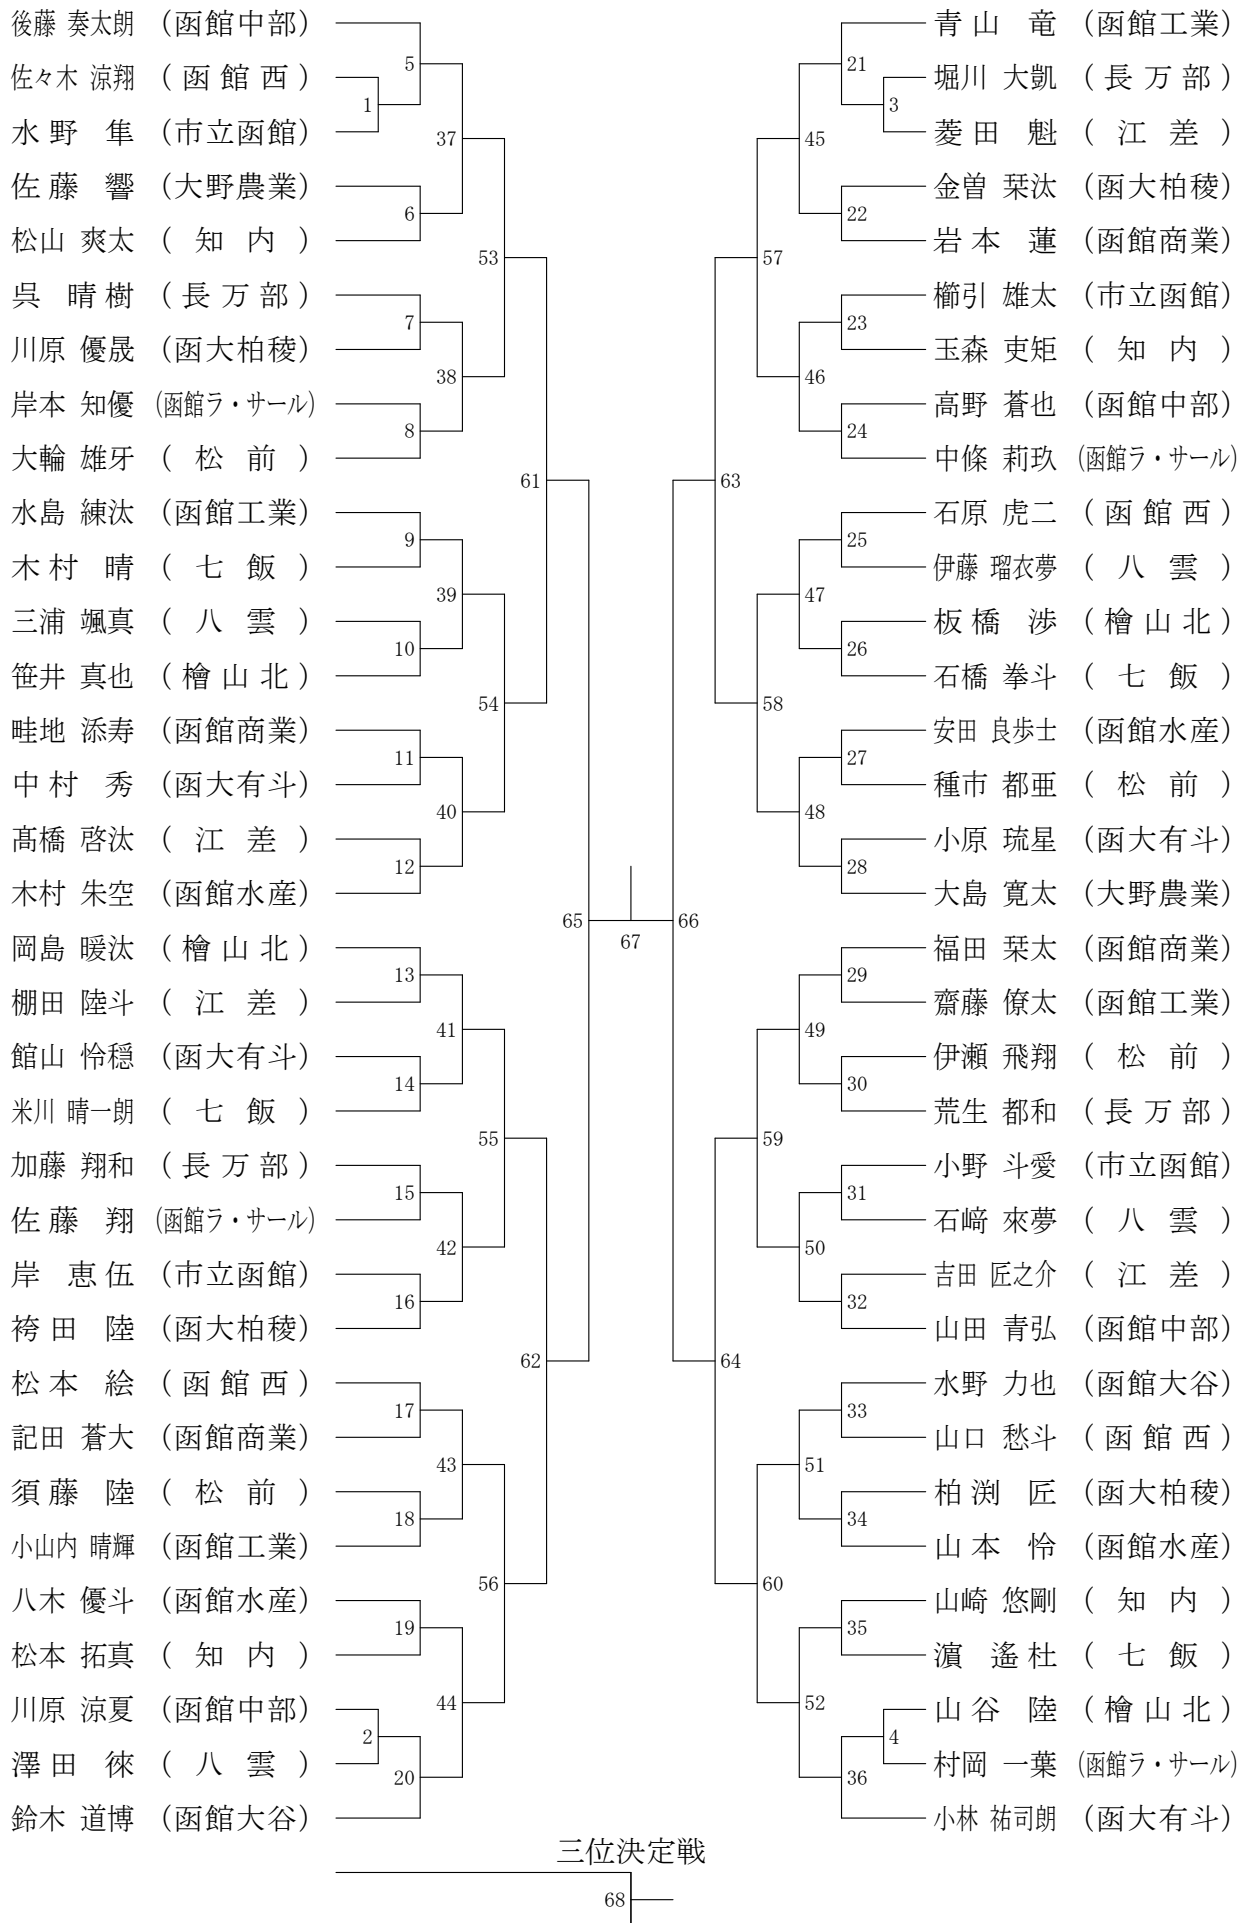 後藤 奏太朗 (函館中部)
佐々木 涼翔 (函館西)
水野 隼 (市立函館)
佐藤 響 (大野農業)
松山 爽太 (知内)
呉 晴樹 (長万部)
川原 優晟 (函大柏稜)
岸本 知優 (函館ラ・サール)
大輪 雄牙 (松前)
水島 練汰 (函館工業)
木村 晴 (七飯)
三浦 颯真 (八雲)
笹井 真也 (檜山北)
畦地 添寿 (函館商業)
中村 秀 (函大有斗)
髙橋 啓汰 (江差)
木村 朱空 (函館水産)
岡島 暖汰 (檜山北)
棚田 陸斗 (江差)
館山 怜穏 (函大有斗)
米川 晴一朗 (七飯)
加藤 翔和 (長万部)
佐藤 翔 (函館ラ・サール)
岸 恵伍 (市立函館)
袴田 陸 (函大柏稜)
松本 絵 (函館西)
記田 蒼大 (函館商業)
須藤 陸 (松前)
小山内 晴輝 (函館工業)
八木 優斗 (函館水産)
松本 拓真 (知内)
川原 涼夏 (函館中部)
澤田 徠 (八雲)
鈴木 道博 (函館大谷)
1
2
5
6
7
8
9
10
11
12
13
14
15
16
17
18
19
20
37
38
39
40
41
42
43
44
53
54
55
56
61
62
65
67
66
63
64
57
58
59
60
45
46
47
48
49
50
51
52
21
22
23
24
25
26
27
28
29
30
31
32
33
34
35
36
3
4
青山 竜 (函館工業)
堀川 大凱 (長万部)
菱田 魁 (江差)
金曽 栞汰 (函大柏稜)
岩本 蓮 (函館商業)
櫛引 雄太 (市立函館)
玉森 吏矩 (知内)
高野 蒼也 (函館中部)
中條 莉玖 (函館ラ・サール)
石原 虎二 (函館西)
伊藤 瑠衣夢 (八雲)
板橋 渉 (檜山北)
石橋 拳斗 (七飯)
安田 良歩士 (函館水産)
種市 都亜 (松前)
小原 琉星 (函大有斗)
大島 寛太 (大野農業)
福田 栞太 (函館商業)
齋藤 僚太 (函館工業)
伊瀬 飛翔 (松前)
荒生 都和 (長万部)
小野 斗愛 (市立函館)
石﨑 來夢 (八雲)
吉田 匠之介 (江差)
山田 青弘 (函館中部)
水野 力也 (函館大谷)
山口 愁斗 (函館西)
柏渕 匠 (函大柏稜)
山本 怜 (函館水産)
山崎 悠剛 (知内)
濵 遙杜 (七飯)
山谷 陸 (檜山北)
村岡 一葉 (函館ラ・サール)
小林 祐司朗 (函大有斗)
三位決定戦
68